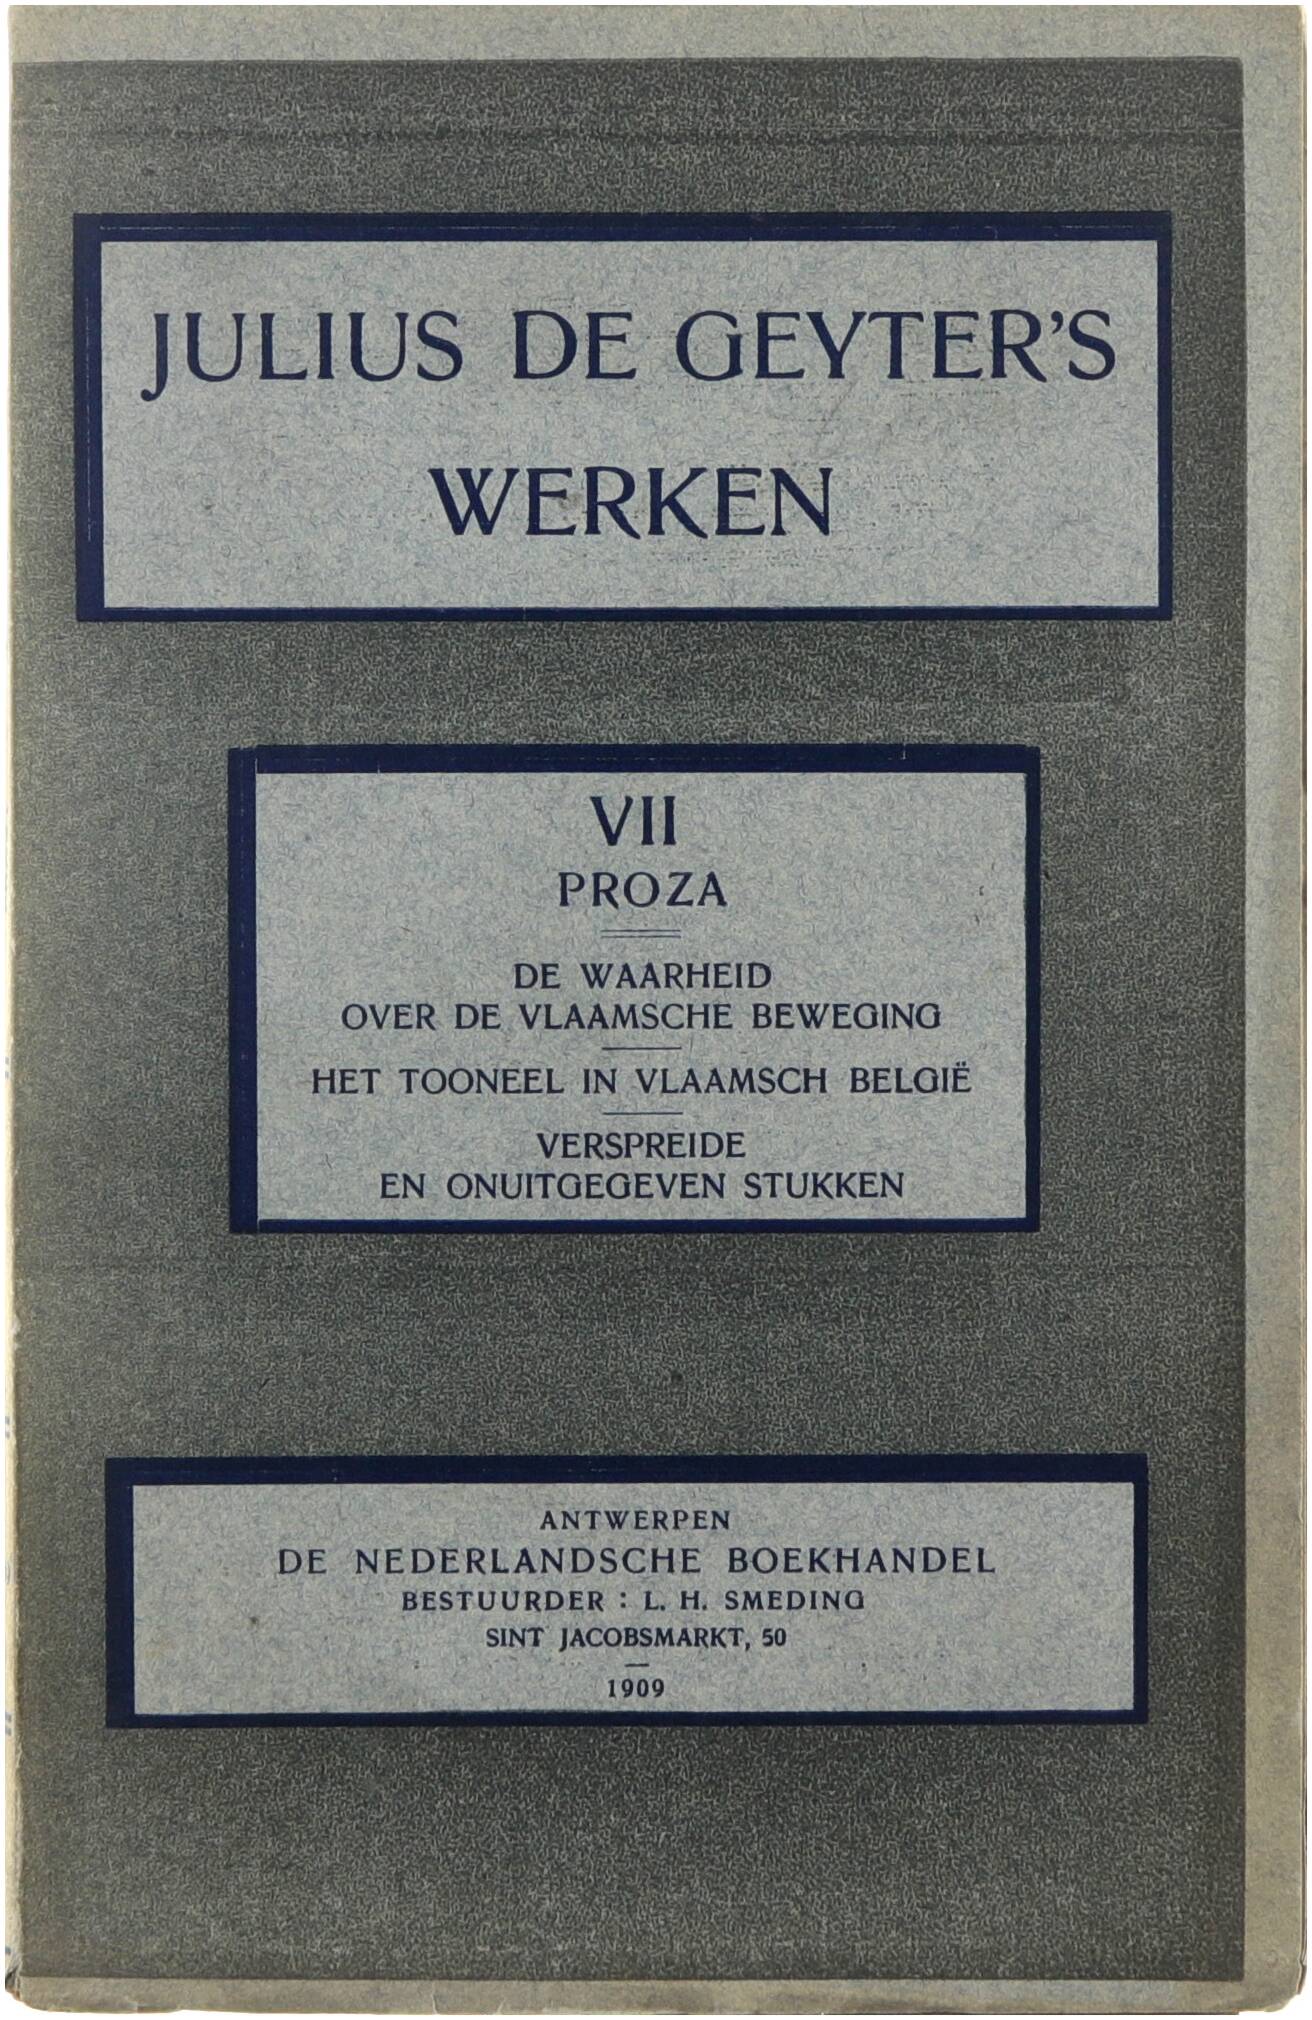 JULIUS DE GEYTER'S
WERKEN
VII
PROZA
DE WAARHEID
OVER DE VLAAMSCHE BEWEGING
HET TOONEEL IN VLAAMSCH BELGIË
VERSPREIDE
EN ONUITGEGEVEN STUKKEN
ANTWERPEN
DE NEDERLANDSCHE BOEKHANDEL
BESTUURDER : L. H. SMEDING
SINT JACOBSMARKT, 50
1909